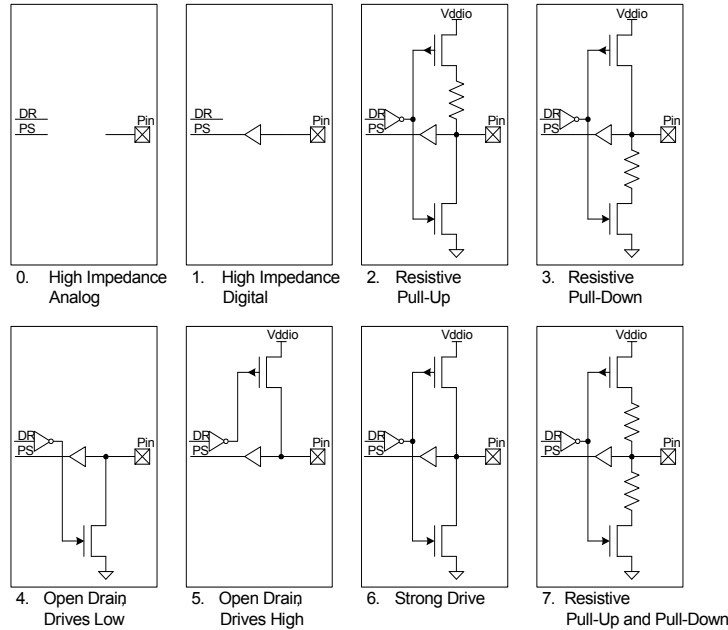 Vddio
Vddio
DR
PS
Pin
DR
PS
Pin
DR
PS
Pin
DR
PS
Pin
0. High Impedance
Analog
1. High Impedance
Digital
2. Resistive
Pull-Up
3. Resistive
Pull-Down
Vddio
Vddio
Vddio
DR
PS
Pin
DR
PS
Pin
DR
PS
Pin
DR
PS
Pin
4. Open Drain,
Drives Low
5. Open Drain,
Drives High
6. Strong Drive
7. Resistive
Pull-Up and Pull-Down